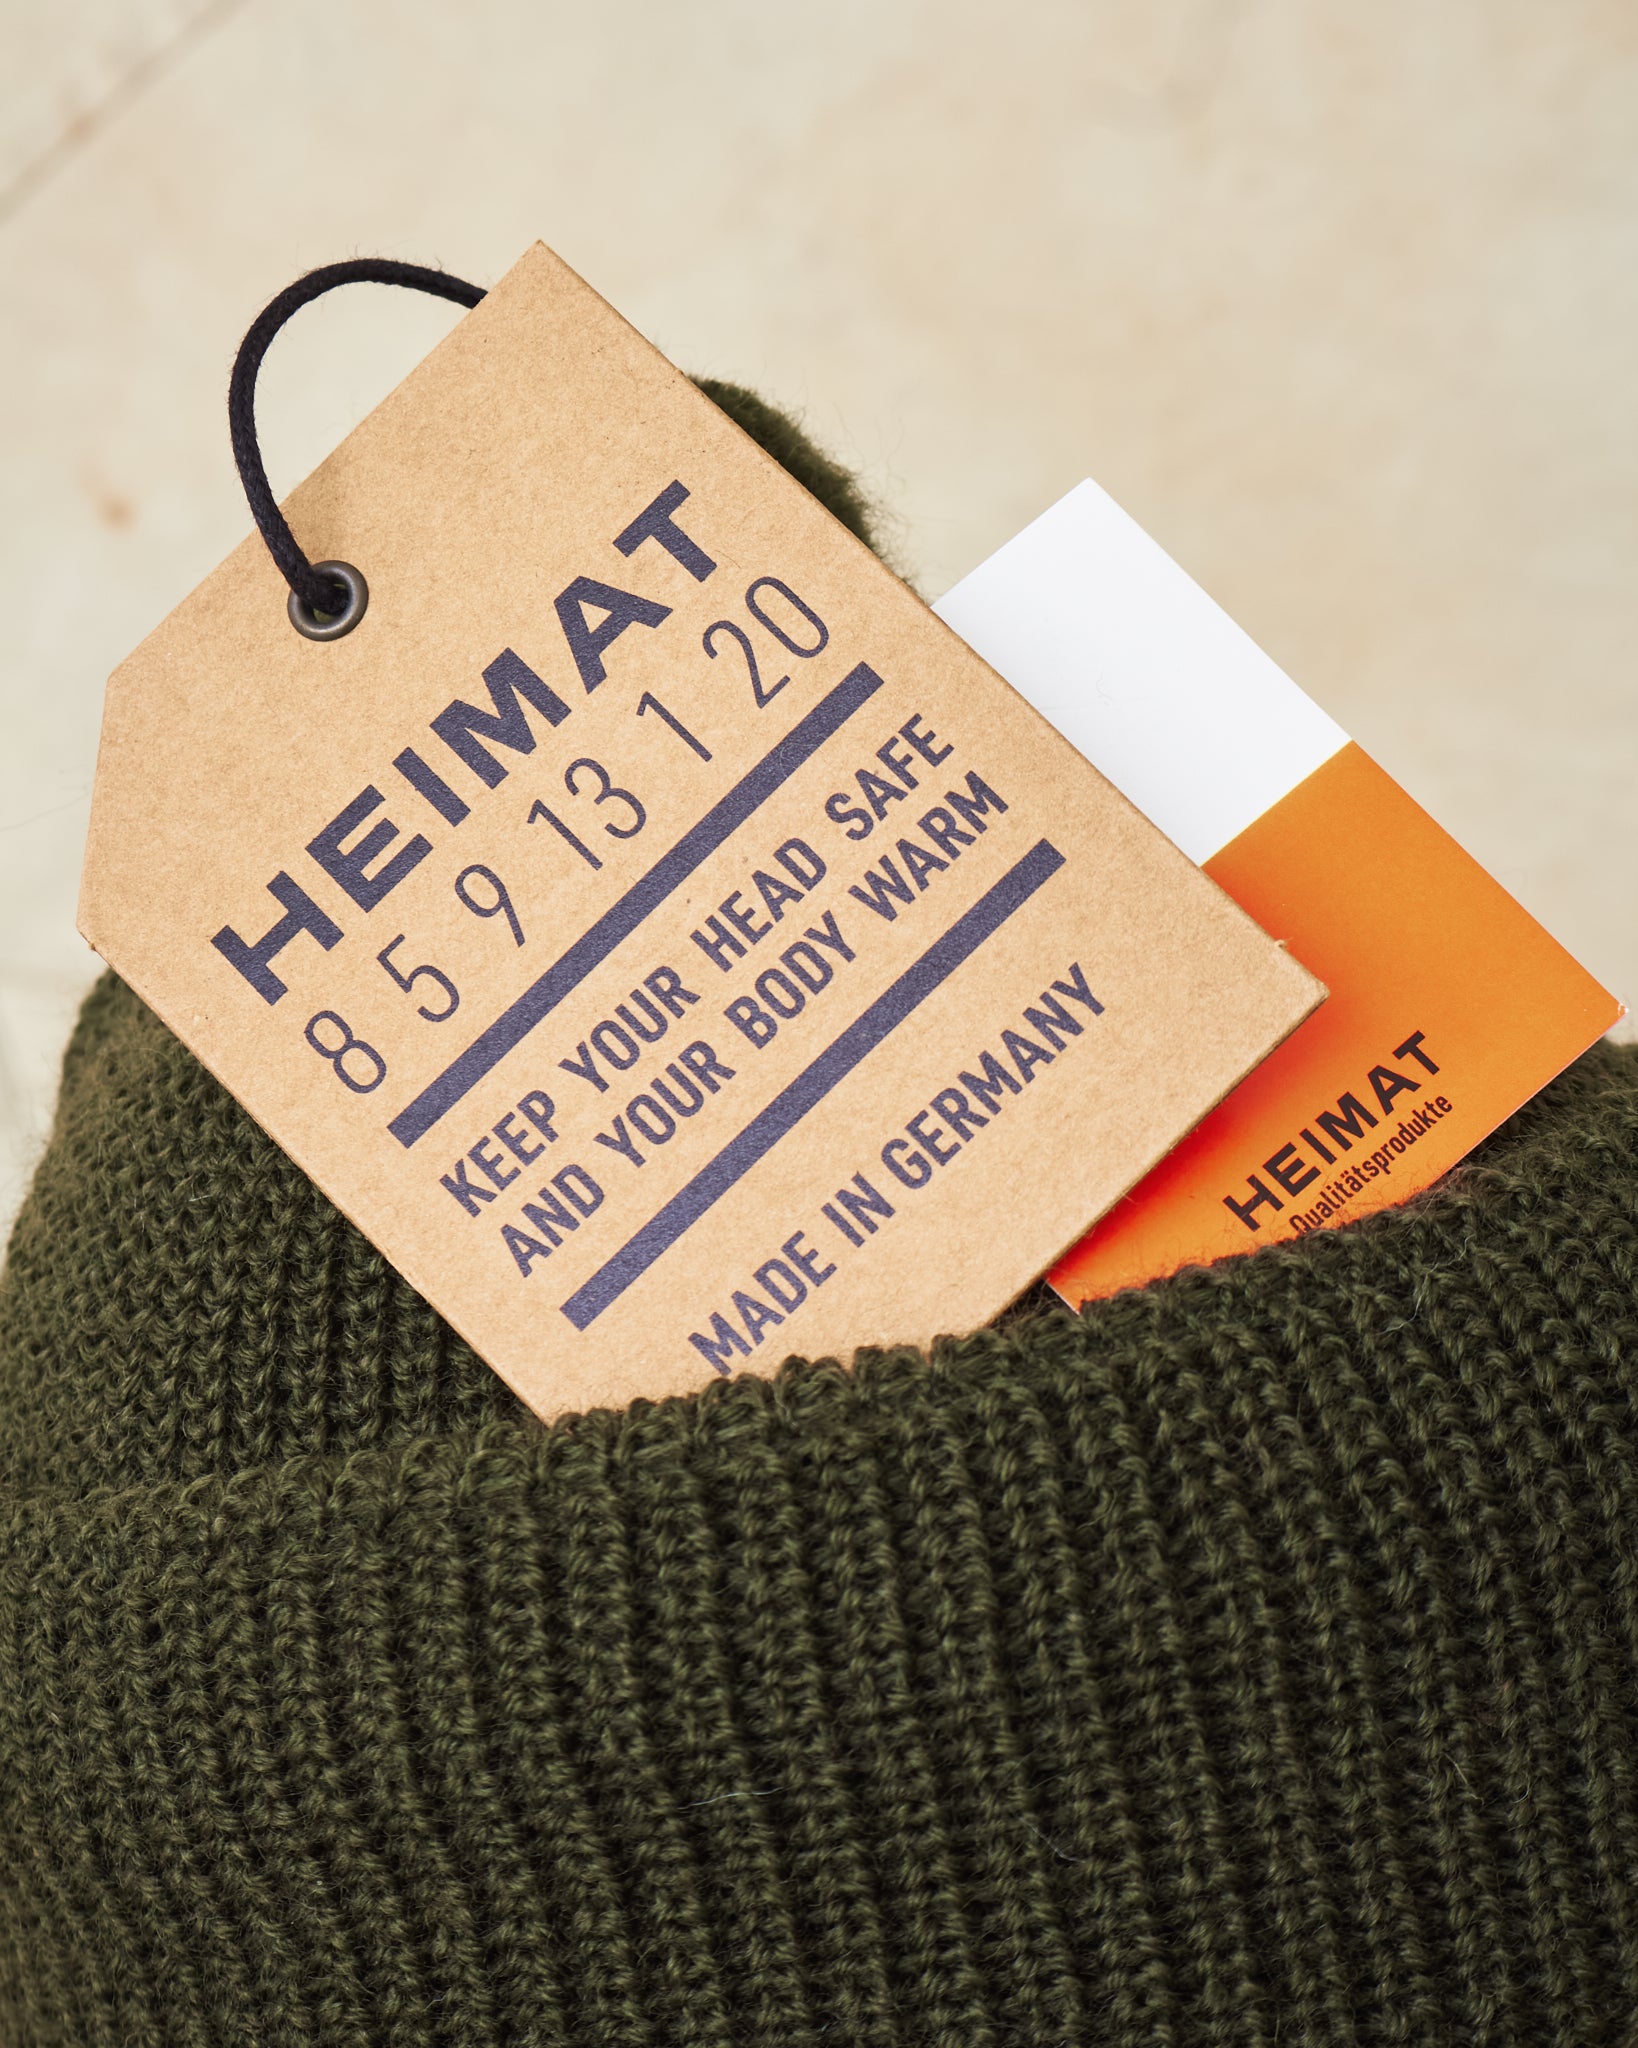 HEIMAT
8 5 9 13 1 20
KEEP YOUR HEAD SAFE
AND YOUR BODY WARM
MADE IN GERMANY
HEIMAT
Qualitätsprodukte